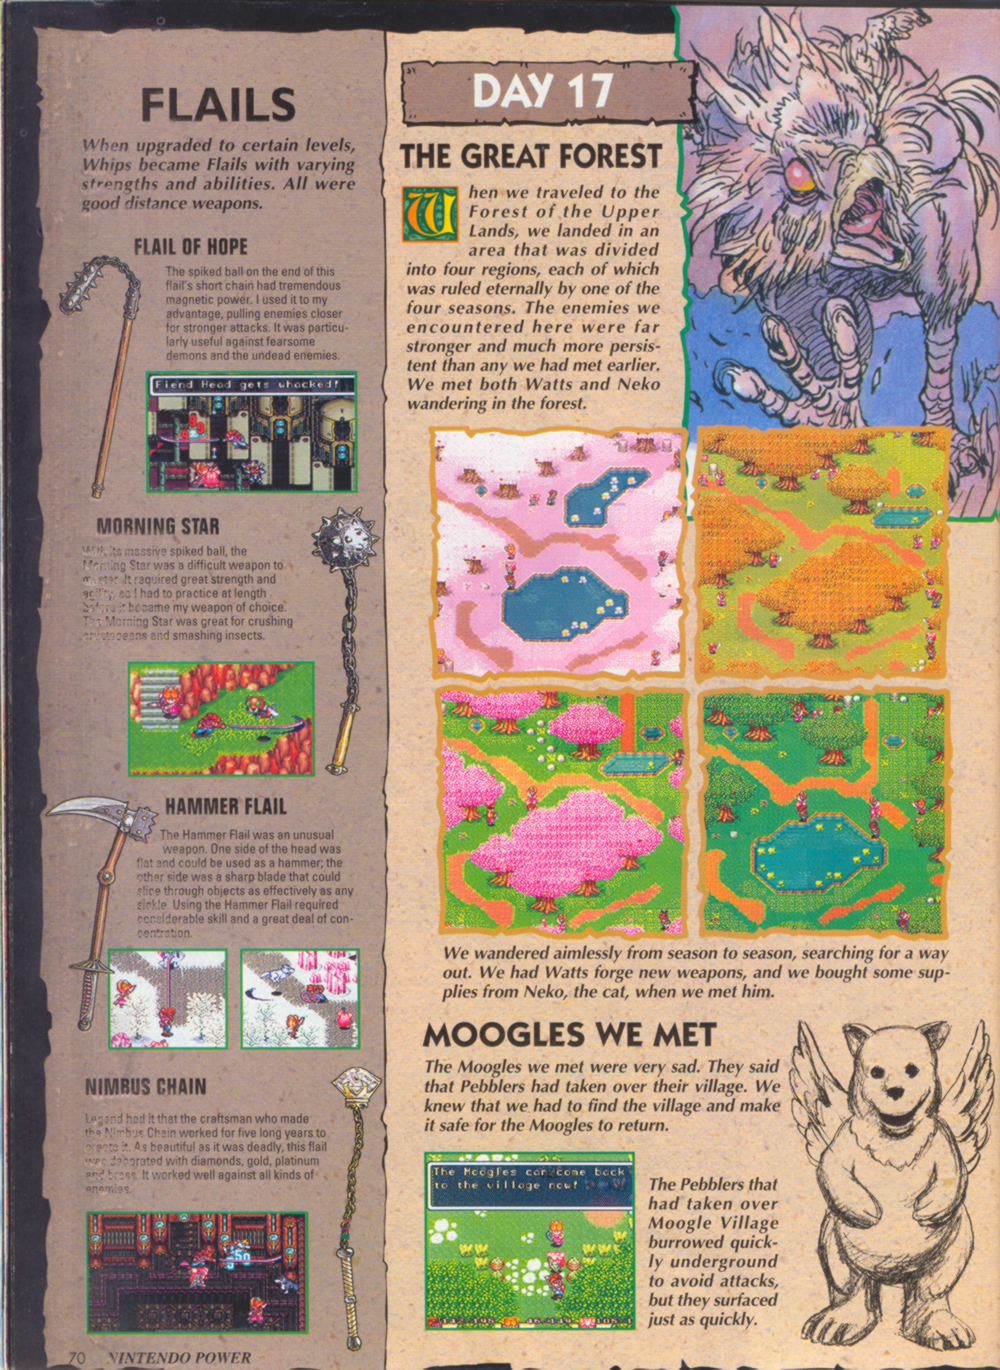 FLAILS
When upgraded to certain levels,
Whips became Flails with varying
strengths and abilities. All were
good distance weapons.
FLAIL OF HOPE
The spiked ball on the end of this
flail's short chain had tremendous
magnetic power. I used it to my
advantage, pulling enemies closer
for stronger attacks. It was particu-
larly useful against fearsome
demons and the undead enemies.
Fiend Head gets whacked!
MORNING STAR
With its massive spiked ball, the
Morning Star was a difficult weapon to
master. It required great strength and
agility, so I had to practice at length
before it became my weapon of choice.
The Morning Star was great for crushing
crustaceans and smashing insects.
HAMMER FLAIL
The Hammer Flail was an unusual
weapon. One side of the head was
flat and could be used as a hammer; the
other side was a sharp blade that could
slice through objects as effectively as any
sickle. Using the Hammer Flail required
considerable skill and a great deal of con-
centration.
NIMBUS CHAIN
Legend had it that the craftsman who made
the Nimbus Chain worked for five long years to
create it. As beautiful as it was deadly, this flail
was decorated with diamonds, gold, platinum
and brass. It worked well against all kinds of
enemies.
70 NINTENDO POWER
DAY 17
THE GREAT FOREST
When we traveled to the
Forest of the Upper
Lands, we landed in an
area that was divided
into four regions, each of which
was ruled eternally by one of the
four seasons. The enemies we
encountered here were far
stronger and much more persis-
tent than any we had met earlier.
We met both Watts and Neko
wandering in the forest.
We wandered aimlessly from season to season, searching for a way
out. We had Watts forge new weapons, and we bought some sup-
plies from Neko, the cat, when we met him.
MOOGLES WE MET
The Moogles we met were very sad. They said
that Pebblers had taken over their village. We
knew that we had to find the village and make
it safe for the Moogles to return.
The Moogles can come back
to the village now!
The Pebblers that
had taken over
Moogle Village
burrowed quick-
ly underground
to avoid attacks,
but they surfaced
just as quickly.